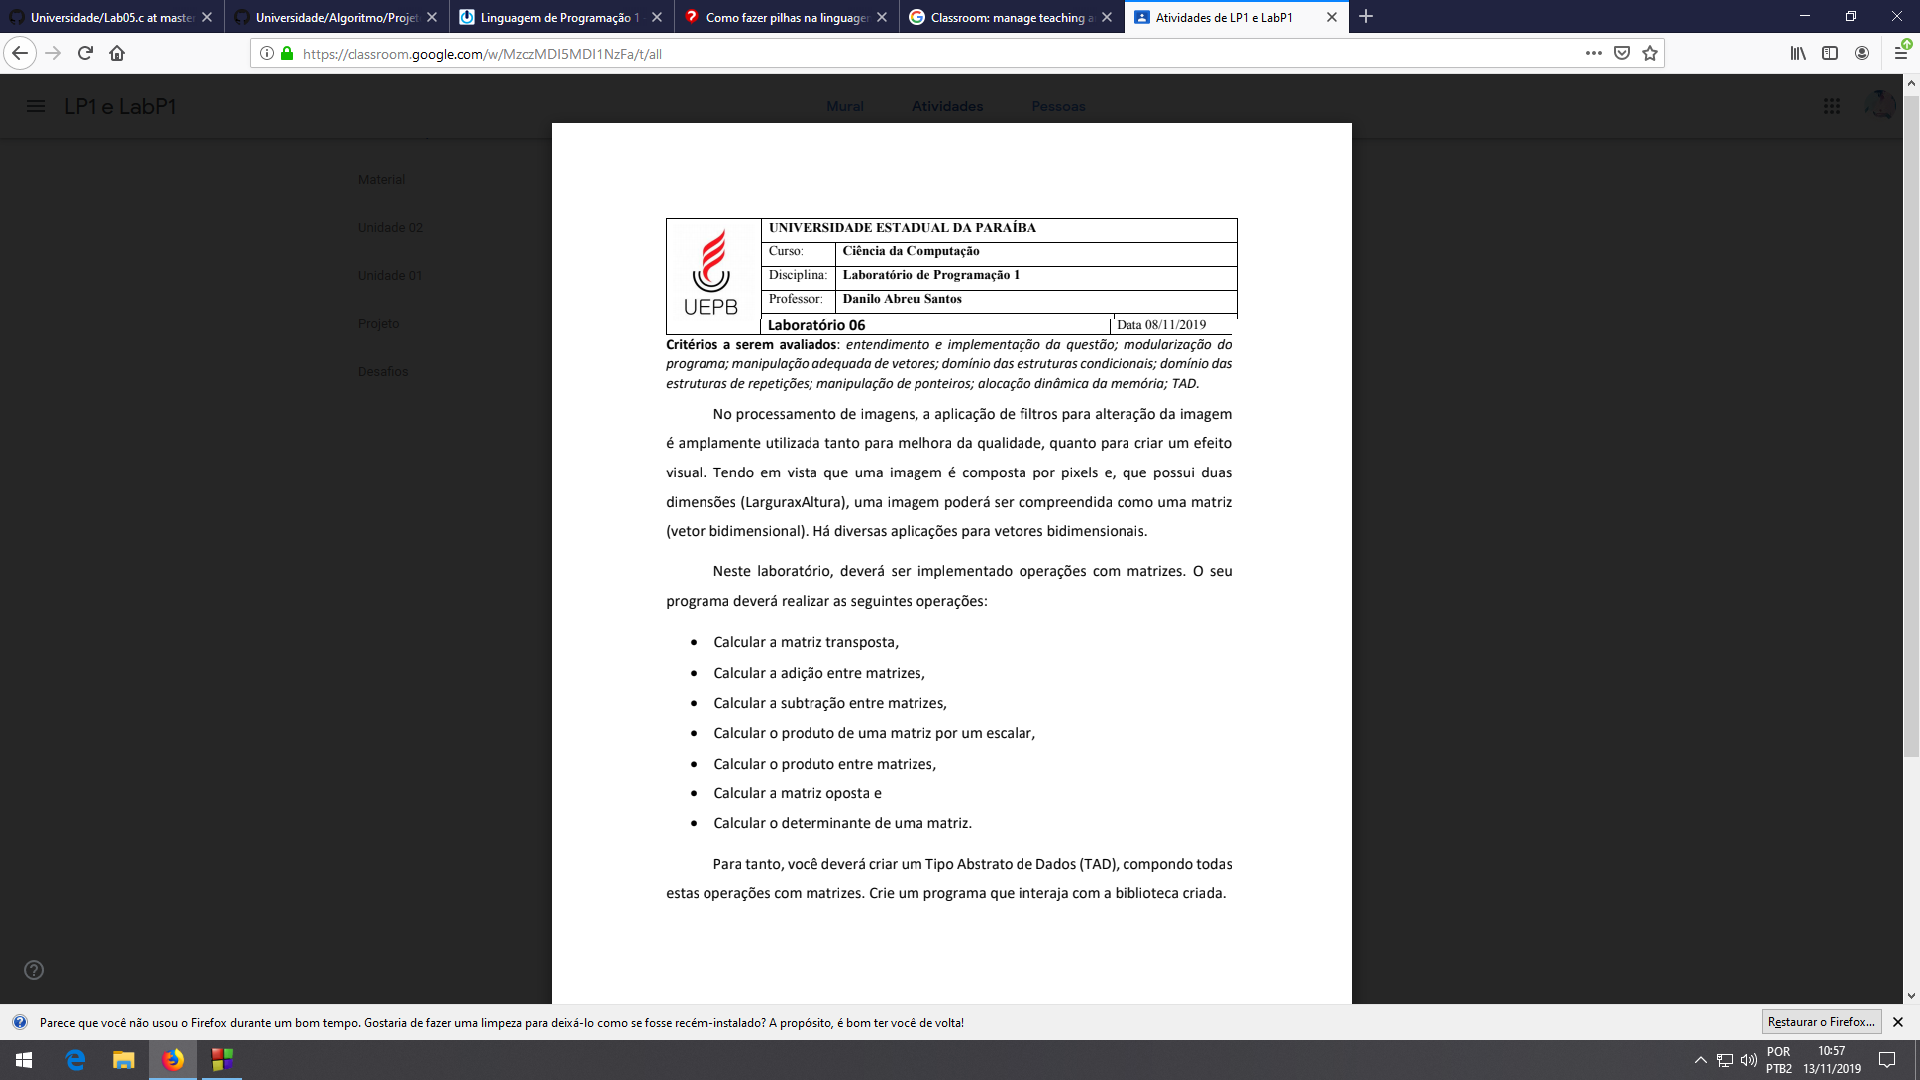 Universidade/Lab05.c at maste
Universidade/Algoritmo/Projet
Linguagem de Programação 1
Como fazer pilhas na linguager
Classroom: manage teaching a
Atividades de LP1 e LabP1
https://classroom.google.com/w/MzczMDI5MDI1NzFa/t/all
LP1 e LabP1
Mural
Atividades
Pessoas
Material
Unidade 02
Unidade 01
Projeto
Desafios
UEPB
UNIVERSIDADE ESTADUAL DA PARAÍBA
Curso: Ciência da Computação
Disciplina: Laboratório de Programação 1
Professor: Danilo Abreu Santos
Laboratório 06 Data 08/11/2019
Critérios a serem avaliados: entendimento e implementação da questão; modularização do
programa; manipulação adequada de vetores; domínio das estruturas condicionais; domínio das
estruturas de repetições; manipulação de ponteiros; alocação dinâmica da memória; TAD.
No processamento de imagens, a aplicação de filtros para alteração da imagem
é amplamente utilizada tanto para melhora da qualidade, quanto para criar um efeito
visual. Tendo em vista que uma imagem é composta por pixels e, que possui duas
dimensões (LarguraxAltura), uma imagem poderá ser compreendida como uma matriz
(vetor bidimensional). Há diversas aplicações para vetores bidimensionais.
Neste laboratório, deverá ser implementado operações com matrizes. O seu
programa deverá realizar as seguintes operações:
• Calcular a matriz transposta,
• Calcular a adição entre matrizes,
• Calcular a subtração entre matrizes,
• Calcular o produto de uma matriz por um escalar,
• Calcular o produto entre matrizes,
• Calcular a matriz oposta e
• Calcular o determinante de uma matriz.
Para tanto, você deverá criar um Tipo Abstrato de Dados (TAD), compondo todas
estas operações com matrizes. Crie um programa que interaja com a biblioteca criada.
Parece que você não usou o Firefox durante um bom tempo. Gostaria de fazer uma limpeza para deixá-lo como se fosse recém-instalado? A propósito, é bom ter você de volta!
Restaurar o Firefox...
POR
PTB2
10:57
13/11/2019